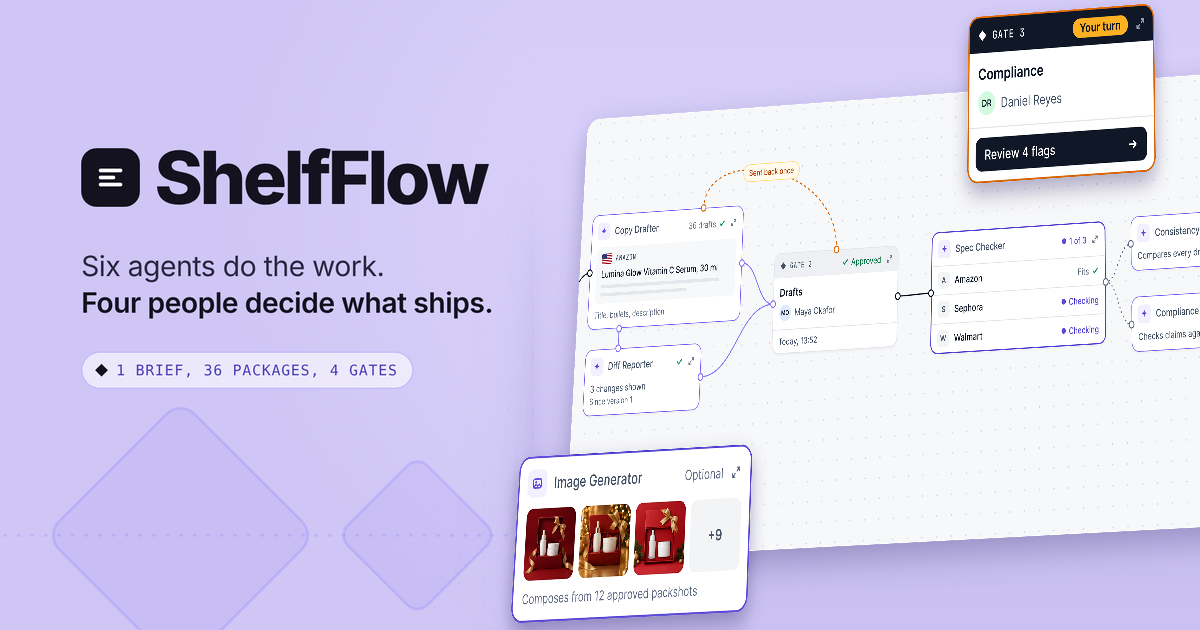 ShelfFlow
Six agents do the work.
Four people decide what ships.
1 BRIEF, 36 PACKAGES, 4 GATES
GATE 3
Your turn
Compliance
DR
Daniel Reyes
Review 4 flags
Sent back once
Copy Drafter
36 drafts
AMAZON
Lumina Glow Vitamin C Serum, 30 ml
Title, bullets, description
Diff Reporter
3 changes shown
Since version 1
GATE 2
Approved
Drafts
MO
Maya Okafor
Today, 13:52
Spec Checker
1 of 3
A
Amazon
Fits
S
Sephora
Checking
W
Walmart
Checking
Consistency
Compares every dr
Compliance
Checks claims aga
Image Generator
Optional
+9
Composes from 12 approved packshots